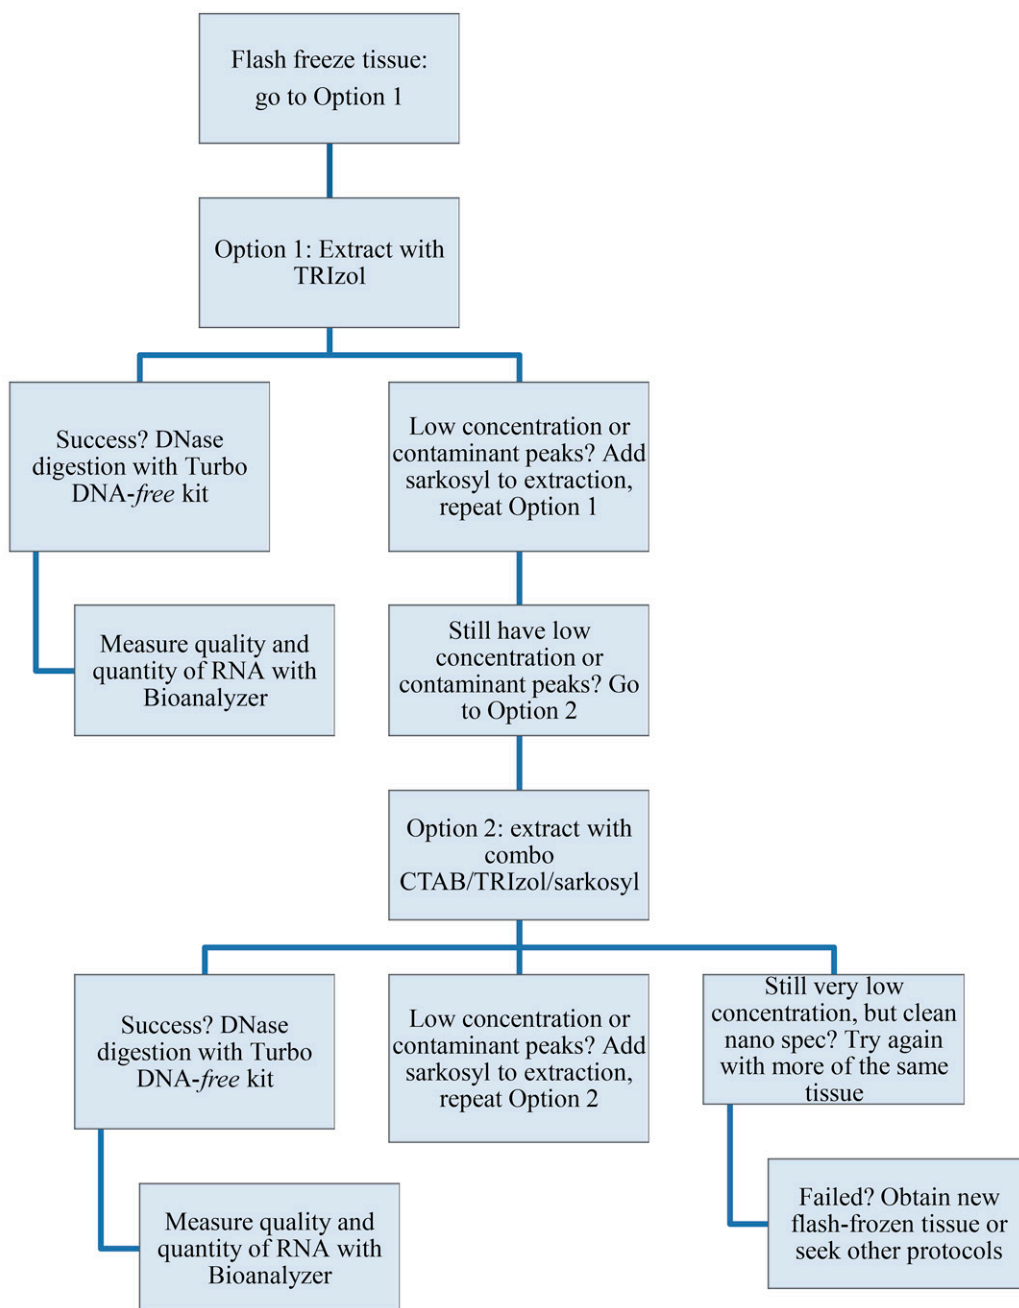 Flash freeze tissue:
go to Option 1
Option 1: Extract with
TRIzol
Success? DNase
digestion with Turbo
DNA-free kit
Low concentration or
contaminant peaks? Add
sarkosyl to extraction,
repeat Option 1
Measure quality and
quantity of RNA with
Bioanalyzer
Still have low
concentration or
contaminant peaks? Go
to Option 2
Option 2: extract with
combo
CTAB/TRIzol/sarkosyl
Success? DNase
digestion with Turbo
DNA-free kit
Low concentration or
contaminant peaks? Add
sarkosyl to extraction,
repeat Option 2
Still very low
concentration, but clean
nano spec? Try again
with more of the same
tissue
Measure quality and
quantity of RNA with
Bioanalyzer
Failed? Obtain new
flash-frozen tissue or
seek other protocols